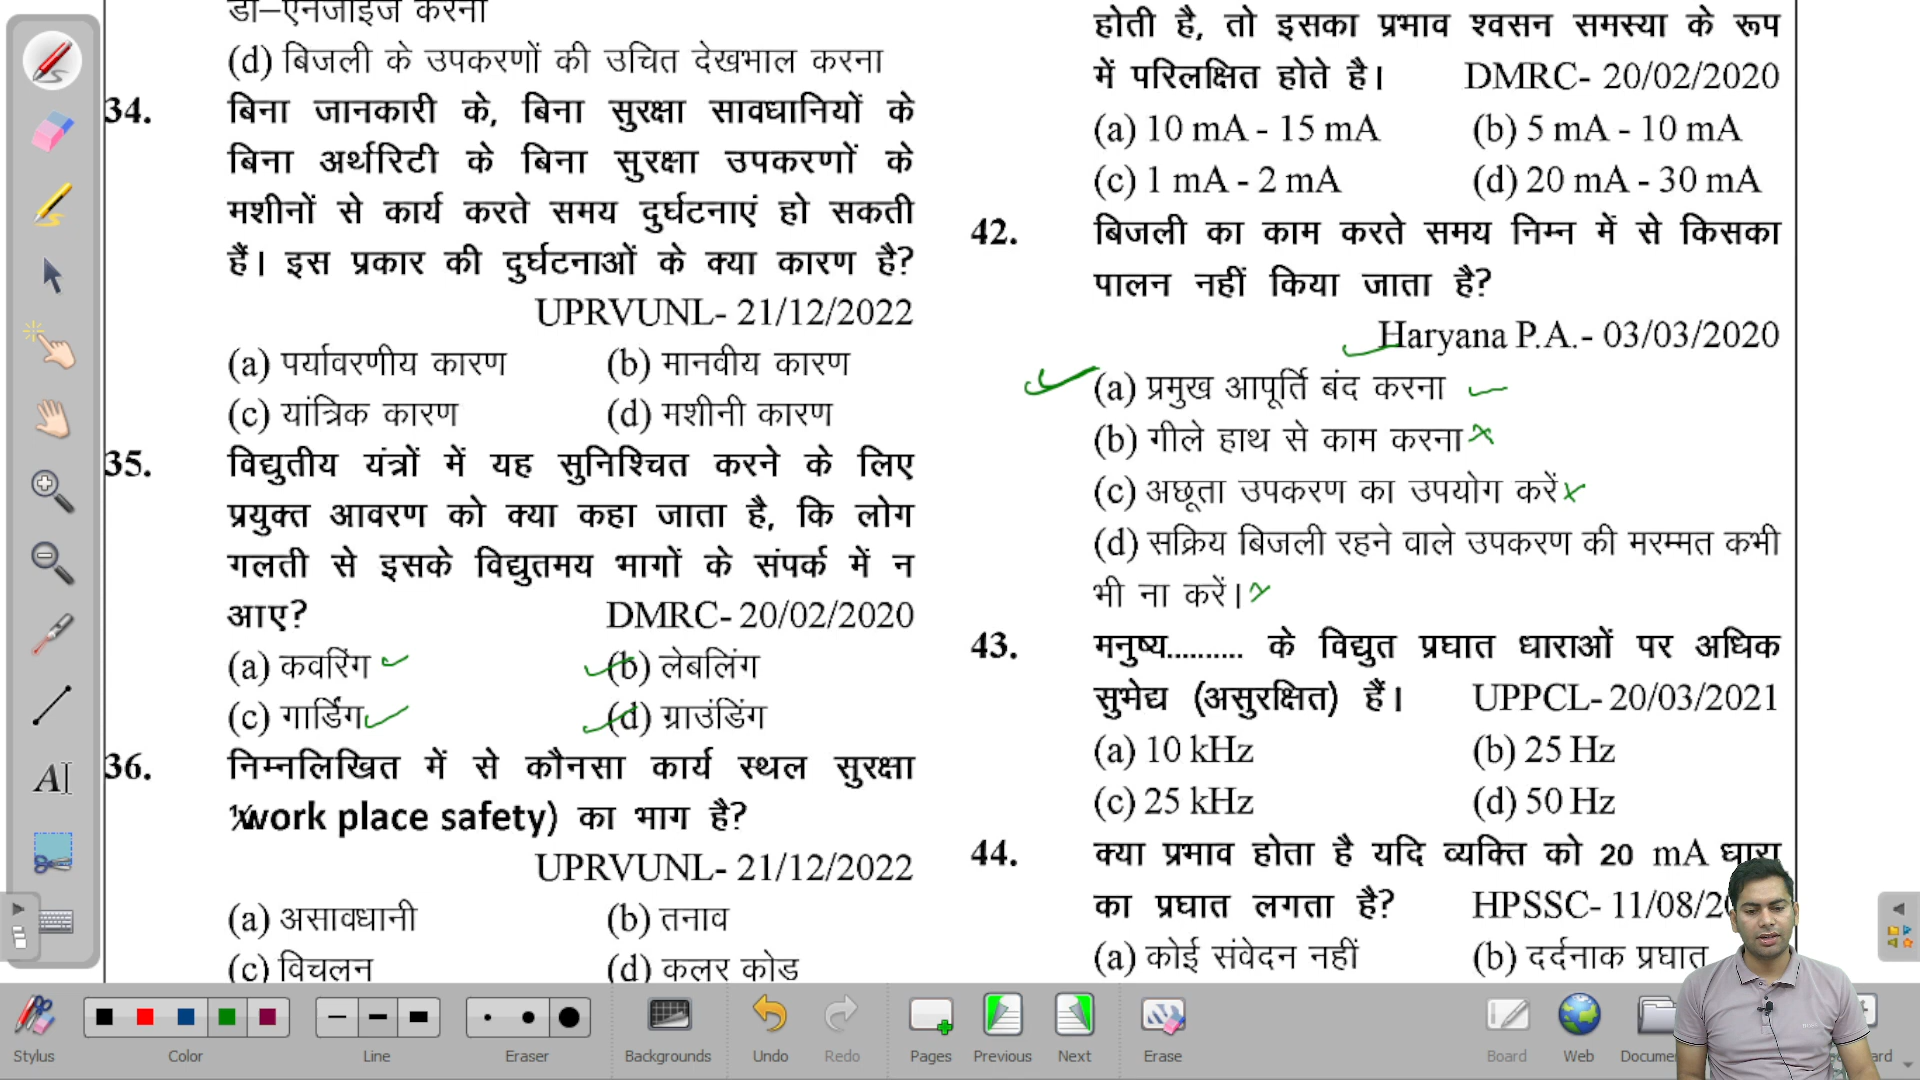 डी–एनर्जाइज करना
(d) बिजली के उपकरणों की उचित देखभाल करना
34. बिना जानकारी के, बिना सुरक्षा सावधानियों के
बिना अर्थारिटी के बिना सुरक्षा उपकरणों के
मशीनों से कार्य करते समय दुर्घटनाएं हो सकती
हैं। इस प्रकार की दुर्घटनाओं के क्या कारण है?
UPRVUNL- 21/12/2022
(a) पर्यावरणीय कारण (b) मानवीय कारण
(c) यांत्रिक कारण (d) मशीनी कारण
35. विद्युतीय यंत्रों में यह सुनिश्चित करने के लिए
प्रयुक्त आवरण को क्या कहा जाता है, कि लोग
गलती से इसके विद्युतमय भागों के संपर्क में न
आए? DMRC- 20/02/2020
(a) कवरिंग (b) लेबलिंग
(c) गार्डिंग (d) ग्राउंडिंग
36. निम्नलिखित में से कौनसा कार्य स्थल सुरक्षा
¼work place safety) का भाग है?
UPRVUNL- 21/12/2022
(a) असावधानी (b) तनाव
(c) विचलन (d) कलर कोड
होती है, तो इसका प्रभाव श्वसन समस्या के रूप
में परिलक्षित होते है। DMRC- 20/02/2020
(a) 10 mA - 15 mA (b) 5 mA - 10 mA
(c) 1 mA - 2 mA (d) 20 mA - 30 mA
42. बिजली का काम करते समय निम्न में से किसका
पालन नहीं किया जाता है?
Haryana P.A.- 03/03/2020
(a) प्रमुख आपूर्ति बंद करना
(b) गीले हाथ से काम करना
(c) अछूता उपकरण का उपयोग करें
(d) सक्रिय बिजली रहने वाले उपकरण की मरम्मत कभी
भी ना करें।
43. मनुष्य.......... के विद्युत प्रघात धाराओं पर अधिक
सुभेद्य (असुरक्षित) हैं। UPPCL- 20/03/2021
(a) 10 kHz (b) 25 Hz
(c) 25 kHz (d) 50 Hz
44. क्या प्रभाव होता है यदि व्यक्ति को 20 mA धारा
का प्रघात लगता है? HPSSC- 11/08/2
(a) कोई संवेदन नहीं (b) दर्दनाक प्रघात
Stylus Color Line Eraser Backgrounds Undo Redo Pages Previous Next Erase Board Web